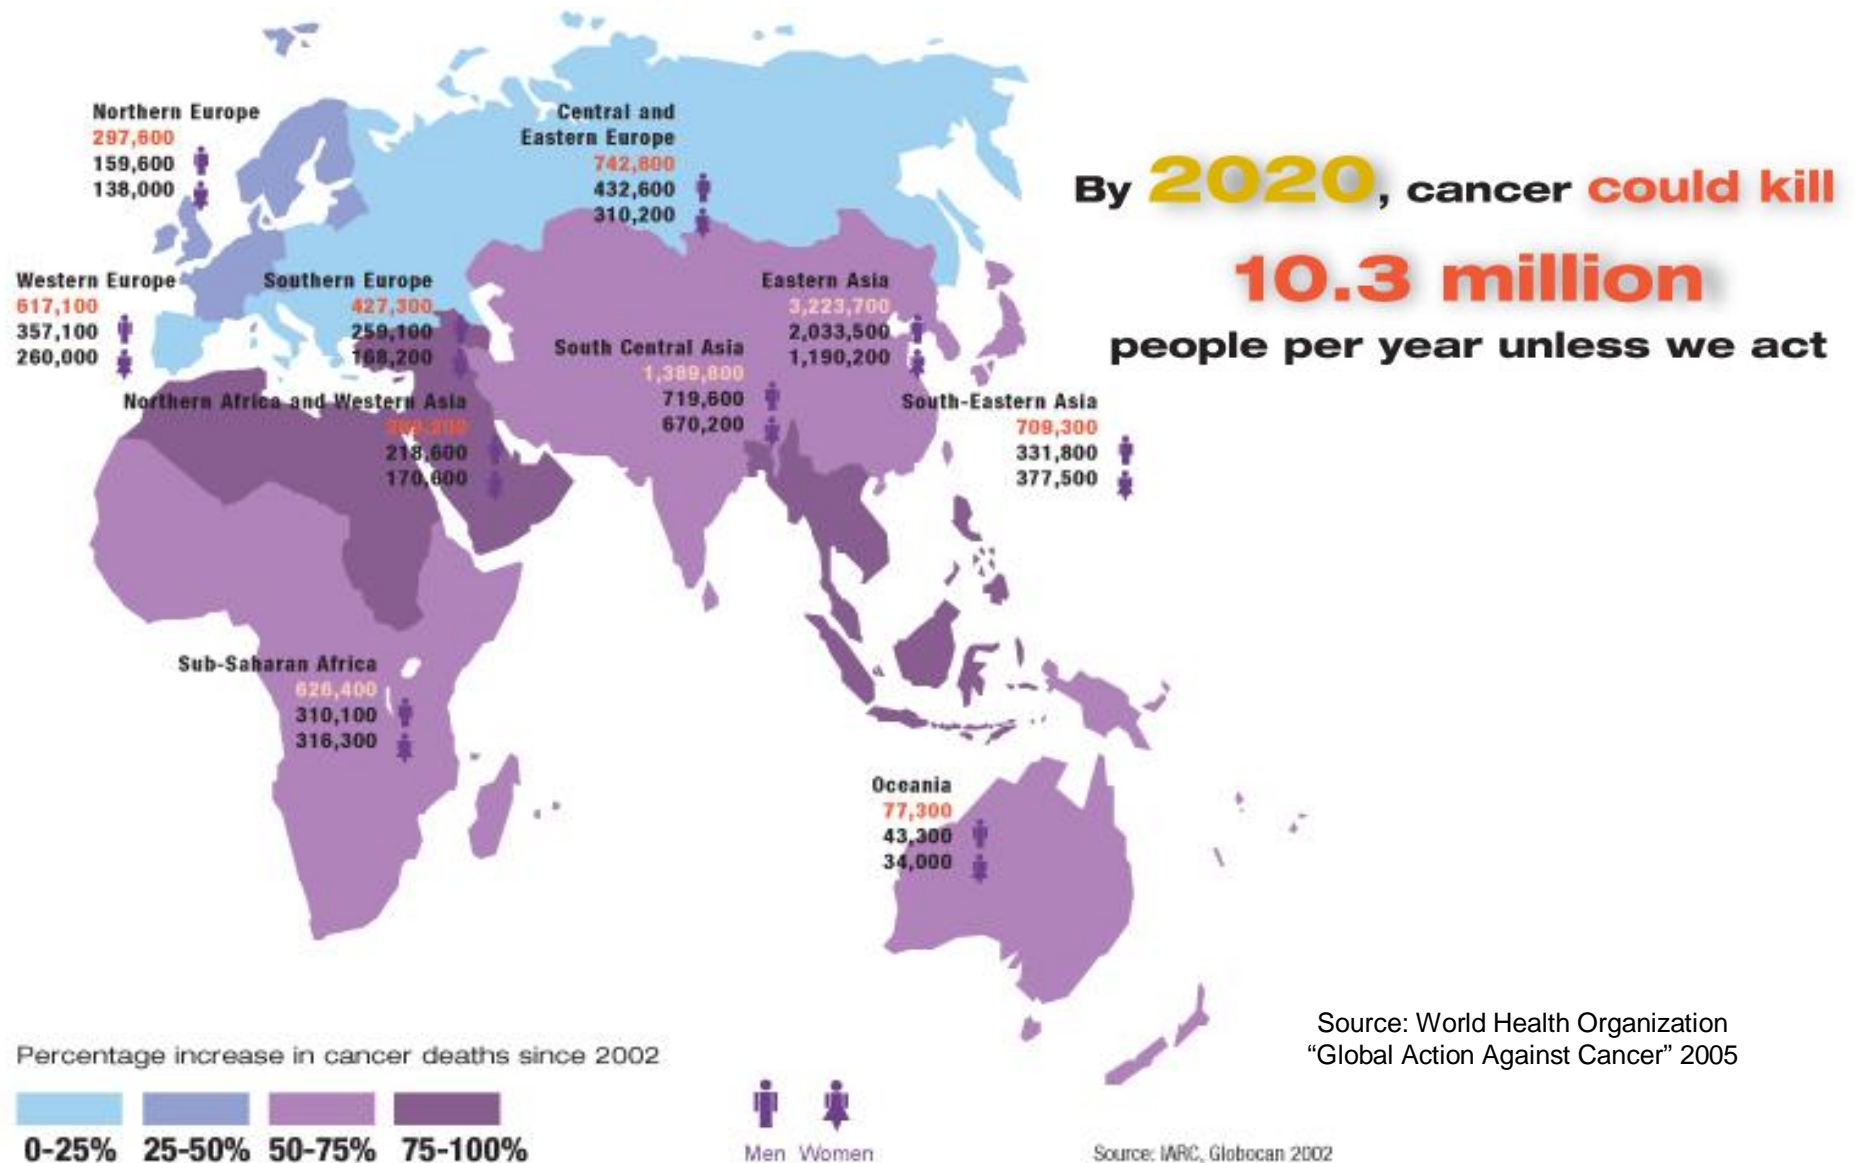 Northern Europe
297,600
159,600
138,000
Central and
Eastern Europe
742,800
432,600
310,200
By 2020, cancer could kill
10.3 million
people per year unless we act
Western Europe
617,100
357,100
260,000
Southern Europe
427,300
259,100
168,200
Eastern Asia
3,223,700
2,033,500
1,190,200
South Central Asia
1,389,800
719,600
670,200
Northern Africa and Western Asia
218,600
170,600
South-Eastern Asia
709,300
331,800
377,500
Sub-Saharan Africa
626,400
310,100
316,300
Oceania
77,300
43,300
34,000
Source: World Health Organization
“Global Action Against Cancer” 2005
Percentage increase in cancer deaths since 2002
0-25% 25-50% 50-75% 75-100%
Men Women
Source: IARC, Globocan 2002